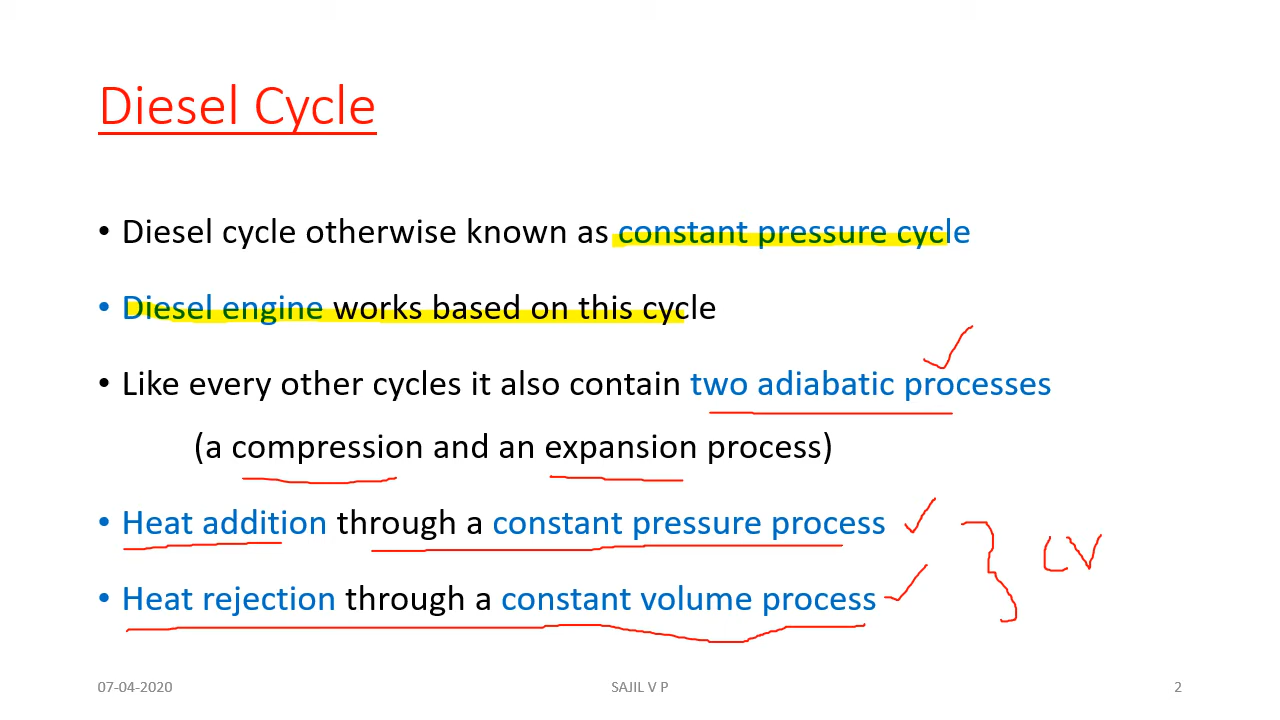 Diesel Cycle
• Diesel cycle otherwise known as constant pressure cycle
• Diesel engine works based on this cycle
• Like every other cycles it also contain two adiabatic processes
(a compression and an expansion process)
• Heat addition through a constant pressure process
• Heat rejection through a constant volume process
CV
07-04-2020
SAJIL V P
2